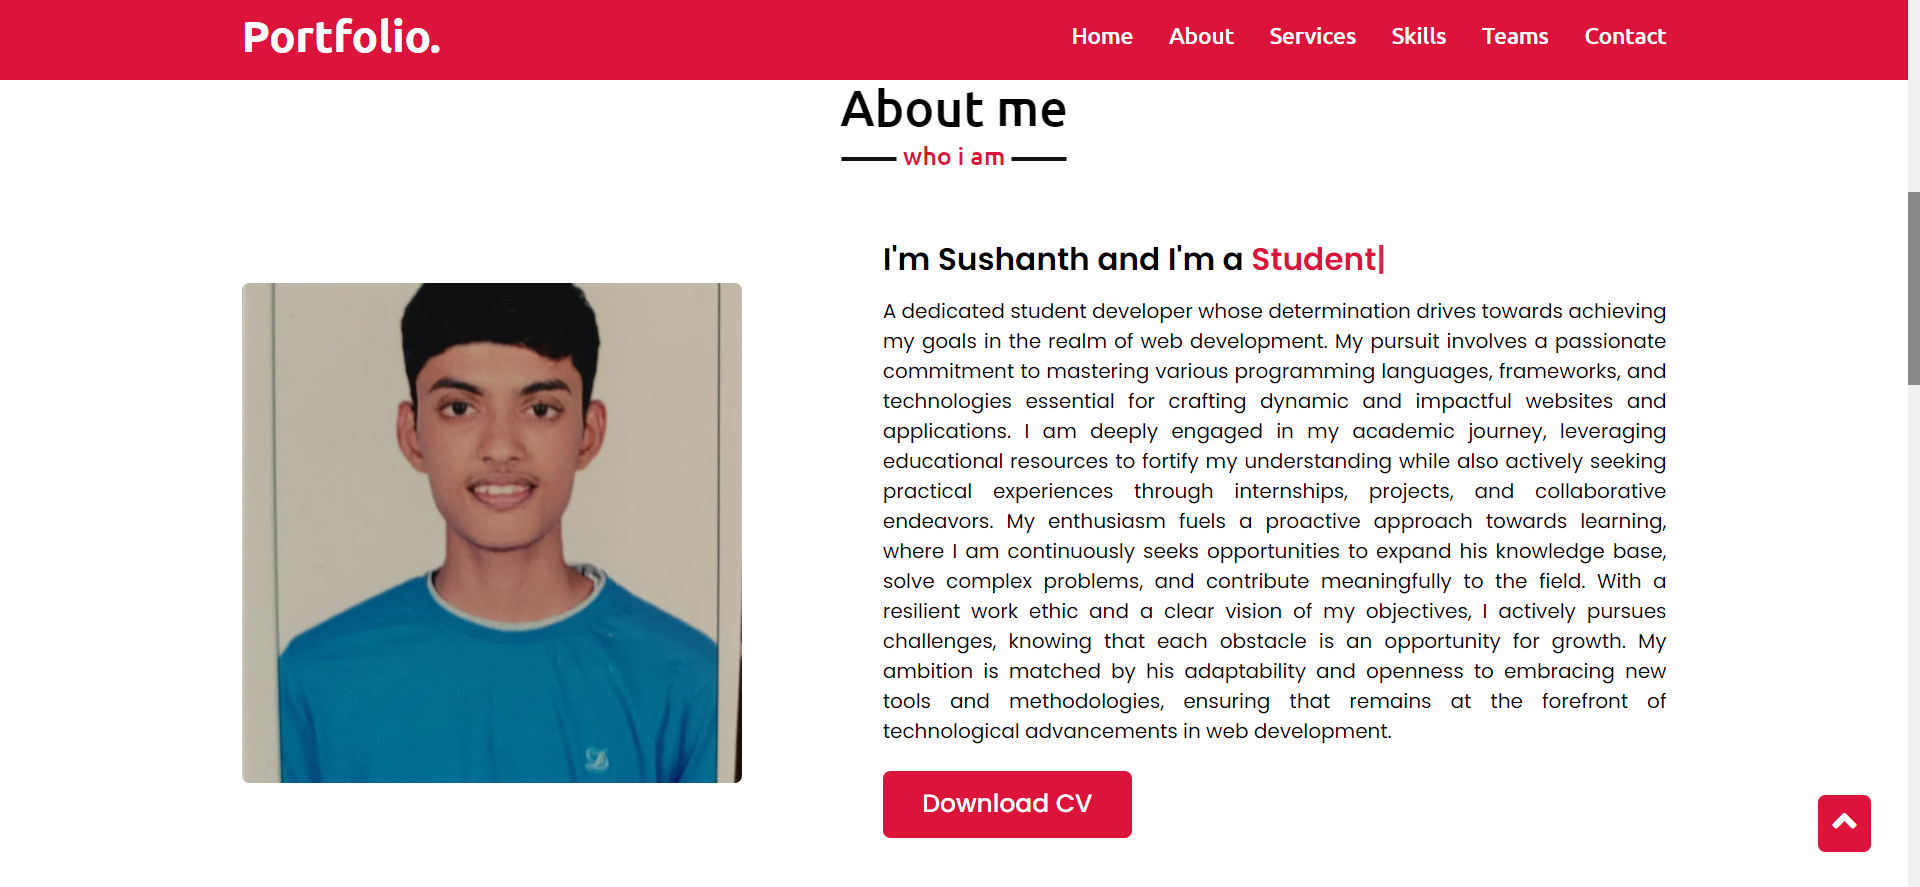 Portfolio.
Home About Services Skills Teams Contact
About me
who i am
I'm Sushanth and I'm a Student|
A dedicated student developer whose determination drives towards achieving
my goals in the realm of web development. My pursuit involves a passionate
commitment to mastering various programming languages, frameworks, and
technologies essential for crafting dynamic and impactful websites and
applications. I am deeply engaged in my academic journey, leveraging
educational resources to fortify my understanding while also actively seeking
practical experiences through internships, projects, and collaborative
endeavors. My enthusiasm fuels a proactive approach towards learning,
where I am continuously seeks opportunities to expand his knowledge base,
solve complex problems, and contribute meaningfully to the field. With a
resilient work ethic and a clear vision of my objectives, I actively pursues
challenges, knowing that each obstacle is an opportunity for growth. My
ambition is matched by his adaptability and openness to embracing new
tools and methodologies, ensuring that remains at the forefront of
technological advancements in web development.
Download CV